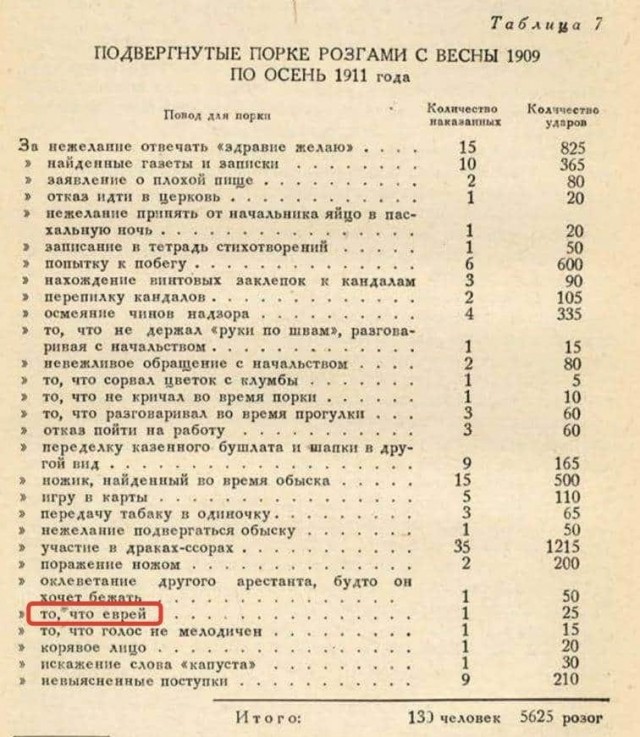 Таблица 7
ПОДВЕРГНУТЫЕ ПОРКЕ РОЗГАМИ С ВЕСНЫ 1909
ПО ОСЕНЬ 1911 года
Повод для порки Количество наказанных Количество ударов
За нежелание отвечать «здравие желаю» . . . . 15 825
» найденные газеты и записки . . . . . . . . 10 365
» заявление о плохой пище . . . . . . . . . . 2 80
» отказ идти в церковь . . . . . . . . . . . 1 20
» нежелание принять от начальника яйцо в пас-
хальную ночь . . . . . . . . . . . . . . . 1 20
» записание в тетрадь стихотворений . . . . . 1 50
» попытку к побегу . . . . . . . . . . . . . 6 600
» нахождение винтовых заклепок к кандалам 3 90
» перепилку кандалов . . . . . . . . . . . . 2 105
» осмеяние чинов надзора . . . . . . . . . . 4 335
» то, что не держал «руки по швам», разгова-
ривая с начальством . . . . . . . . . . . . 1 15
» невежливое обращение с начальством . . . . 2 80
» то, что сорвал цветок с клумбы . . . . . . . 1 5
» то, что не кричал во время порки . . . . . . 1 10
» то, что разговаривал во время прогулки . . . 3 60
» отказ пойти на работу . . . . . . . . . . . 3 60
» переделку казенного бушлата и шапки в дру-
гой вид . . . . . . . . . . . . . . . . . . 9 165
» ножик, найденный во время обыска . . . . . 15 500
» игру в карты . . . . . . . . . . . . . . . 5 110
» передачу табаку в одиночку . . . . . . . . . 3 65
» нежелание подвергаться обыску . . . . . . . 1 50
» участие в драках-ссорах . . . . . . . . . . 35 1215
» поражение ножом . . . . . . . . . . . . . . 2 200
» оклеветание другого арестанта, будто он
хочет бежать . . . . . . . . . . . . . . . 1 50
» то, что еврей . . . . . . . . . . . . . . . 1 25
» то, что голос не мелодичен . . . . . . . . . 1 15
» корявое лицо . . . . . . . . . . . . . . . 1 20
» искажение слова «капуста» . . . . . . . . . 1 30
» невыясненные поступки . . . . . . . . . . . 9 210
Итого: человек 5625 розог